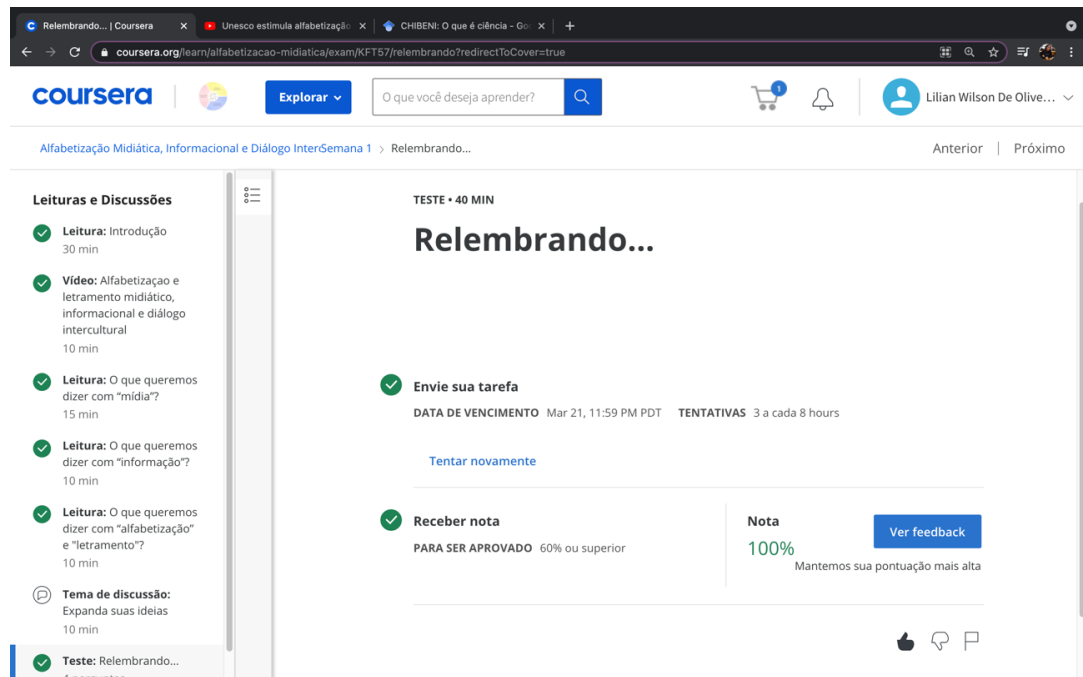 Relembrando... | Coursera
Unesco estimula alfabetização
CHIBENI: O que é ciência - Goo
coursera.org/learn/alfabetizacao-midiatica/exam/KFT57/relembrando?redirectToCover=true
coursera
Explorar
O que você deseja aprender?
1
Lilian Wilson De Olive...
Alfabetização Midiática, Informacional e Diálogo Inter
Semana 1
Relembrando...
Anterior | Próximo
Leituras e Discussões
Leitura: Introdução
30 min
Vídeo: Alfabetizaçao e
letramento midiático,
informacional e diálogo
intercultural
10 min
Leitura: O que queremos
dizer com “mídia”?
15 min
Leitura: O que queremos
dizer com “informação”?
10 min
Leitura: O que queremos
dizer com “alfabetização”
e "letramento"?
10 min
Tema de discussão:
Expanda suas ideias
10 min
Teste: Relembrando...
TESTE • 40 MIN
Relembrando...
Envie sua tarefa
DATA DE VENCIMENTO Mar 21, 11:59 PM PDT TENTATIVAS 3 a cada 8 hours
Tentar novamente
Receber nota
PARA SER APROVADO 60% ou superior
Nota
100%
Ver feedback
Mantemos sua pontuação mais alta